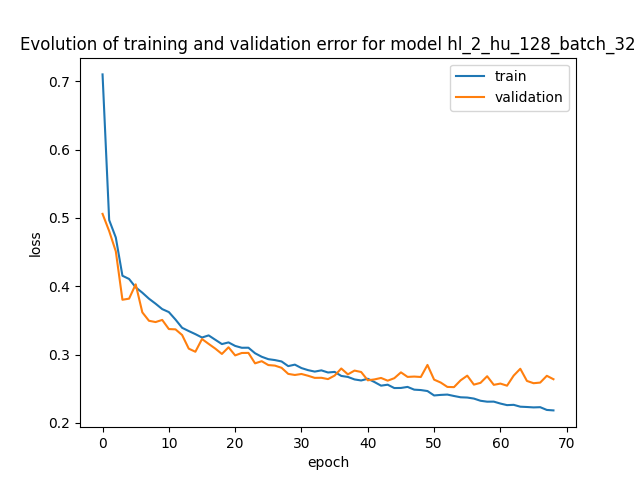 Evolution of training and validation error for model hl_2_hu_128_batch_32
train
validation
0.7
0.6
0.5
0.4
0.3
0.2
loss
0 10 20 30 40 50 60 70
epoch